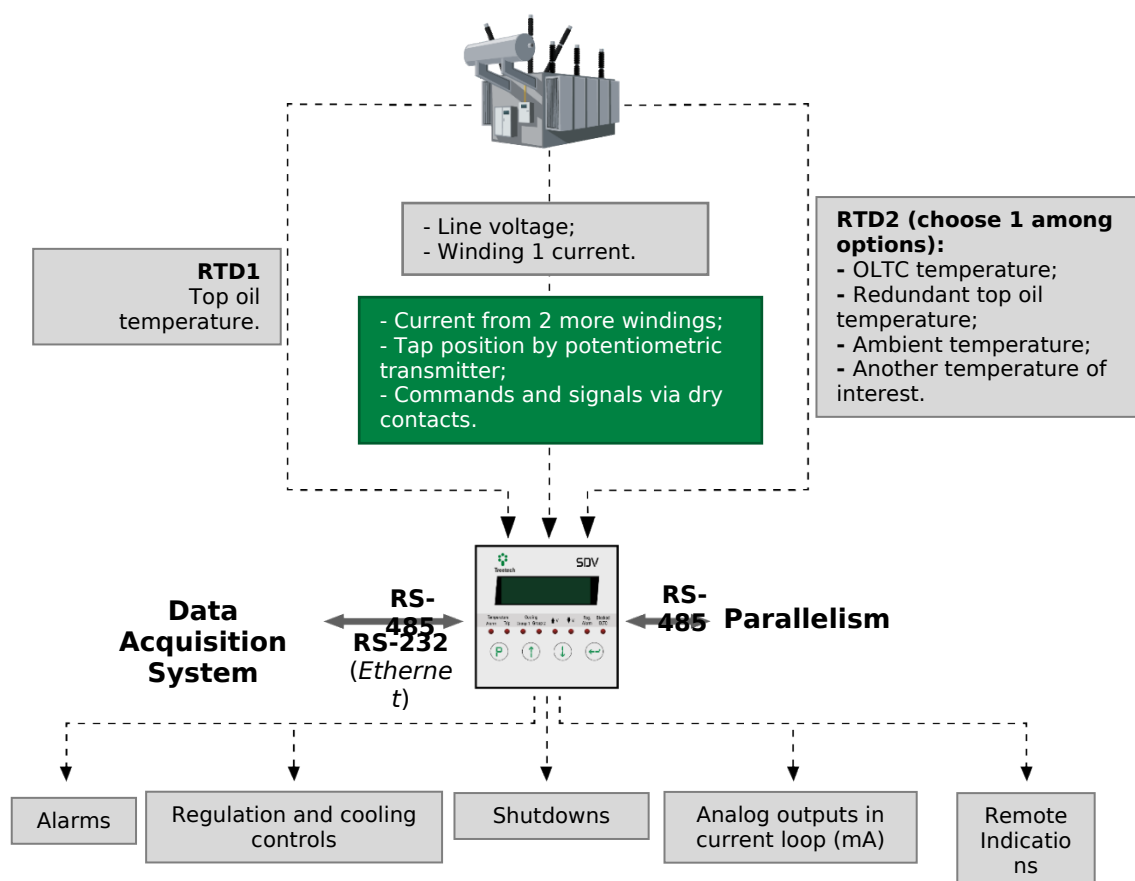 - Line voltage;
- Winding 1 current.
RTD1
Top oil
temperature.
RTD2 (choose 1 among
options):
- OLTC temperature;
- Redundant top oil
temperature;
- Ambient temperature;
- Another temperature of
interest.
- Current from 2 more windings;
- Tap position by potentiometric
transmitter;
- Commands and signals via dry
contacts.
Treetech
SDV
Data
Acquisition
System
RS-
485
RS-232
(Etherne
t)
RS-
485
Parallelism
Alarms
Regulation and cooling
controls
Shutdowns
Analog outputs in
current loop (mA)
Remote
Indicatio
ns